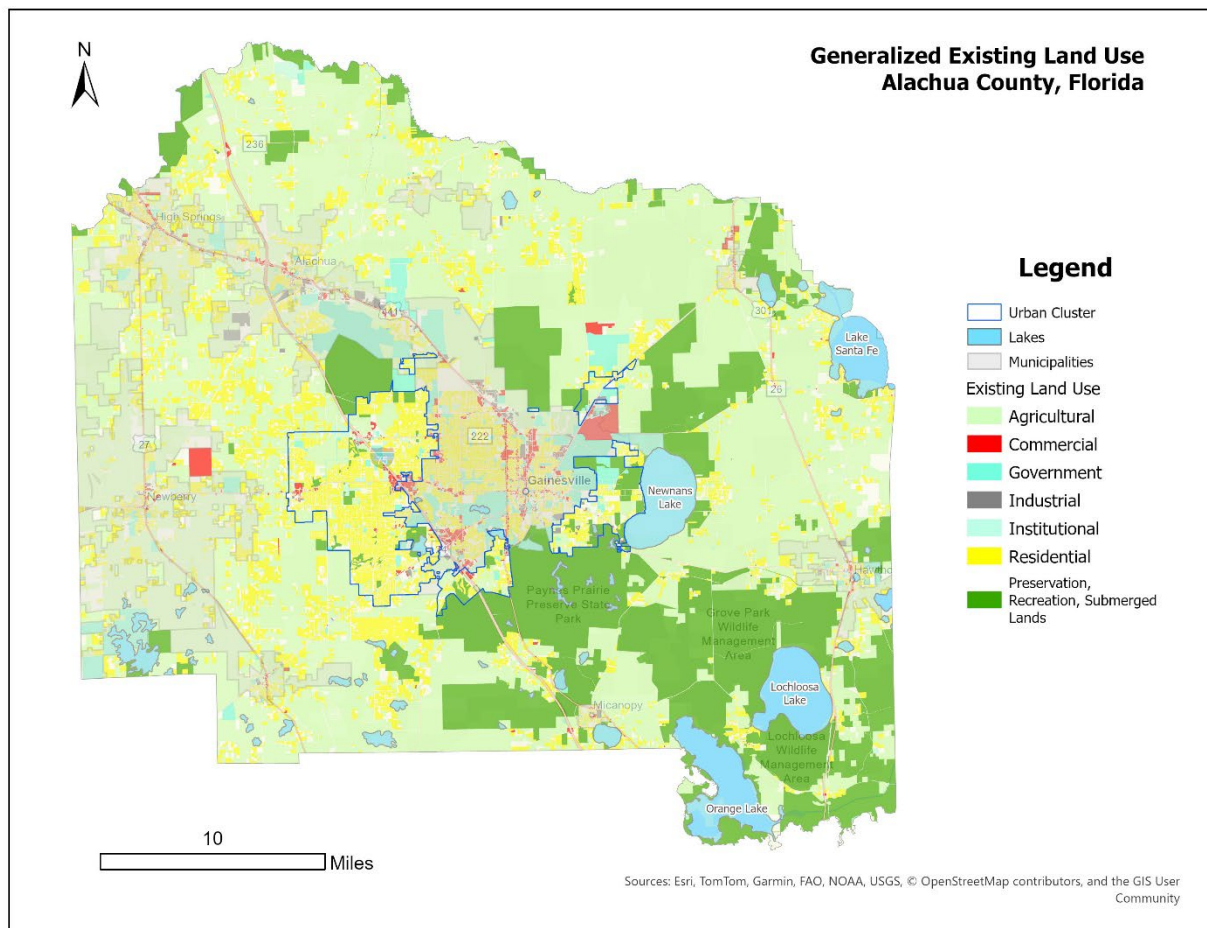 N
Generalized Existing Land Use
Alachua County, Florida
236
High Springs
Alachua
441
301
Lake
Santa Fe
26
222
27
Newberry
Gainesville
Newnans
Lake
Paynes Prairie
Preserve State
Park
Grove Park
Wildlife
Management
Area
Lochloosa
Lake
Micanopy
Lochloosa
Wildlife
Management
Area
Orange Lake
Legend
Urban Cluster
Lakes
Municipalities
Existing Land Use
Agricultural
Commercial
Government
Industrial
Institutional
Residential
Preservation,
Recreation, Submerged
Lands
10
Miles
Sources: Esri, TomTom, Garmin, FAO, NOAA, USGS, © OpenStreetMap contributors, and the GIS User
Community